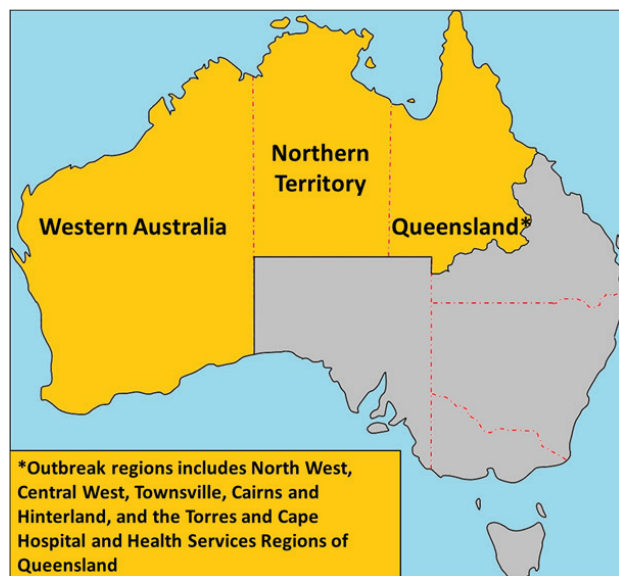 Northern
Territory
Western Australia
Queensland*
*Outbreak regions includes North West,
Central West, Townsville, Cairns and
Hinterland, and the Torres and Cape
Hospital and Health Services Regions of
Queensland